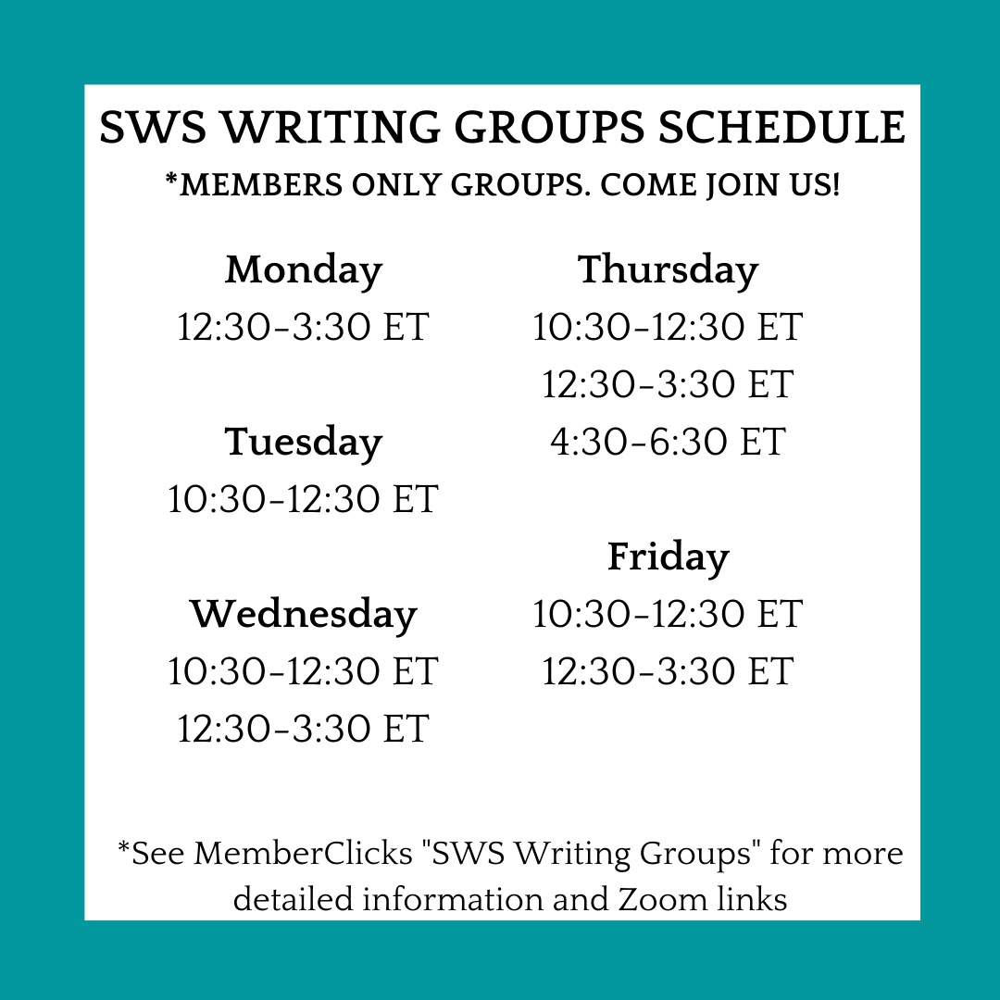 SWS WRITING GROUPS SCHEDULE
*MEMBERS ONLY GROUPS. COME JOIN US!
Monday
12:30–3:30 ET
Tuesday
10:30–12:30 ET
Wednesday
10:30–12:30 ET
12:30–3:30 ET
Thursday
10:30–12:30 ET
12:30–3:30 ET
4:30–6:30 ET
Friday
10:30–12:30 ET
12:30–3:30 ET
*See MemberClicks "SWS Writing Groups" for more
detailed information and Zoom links